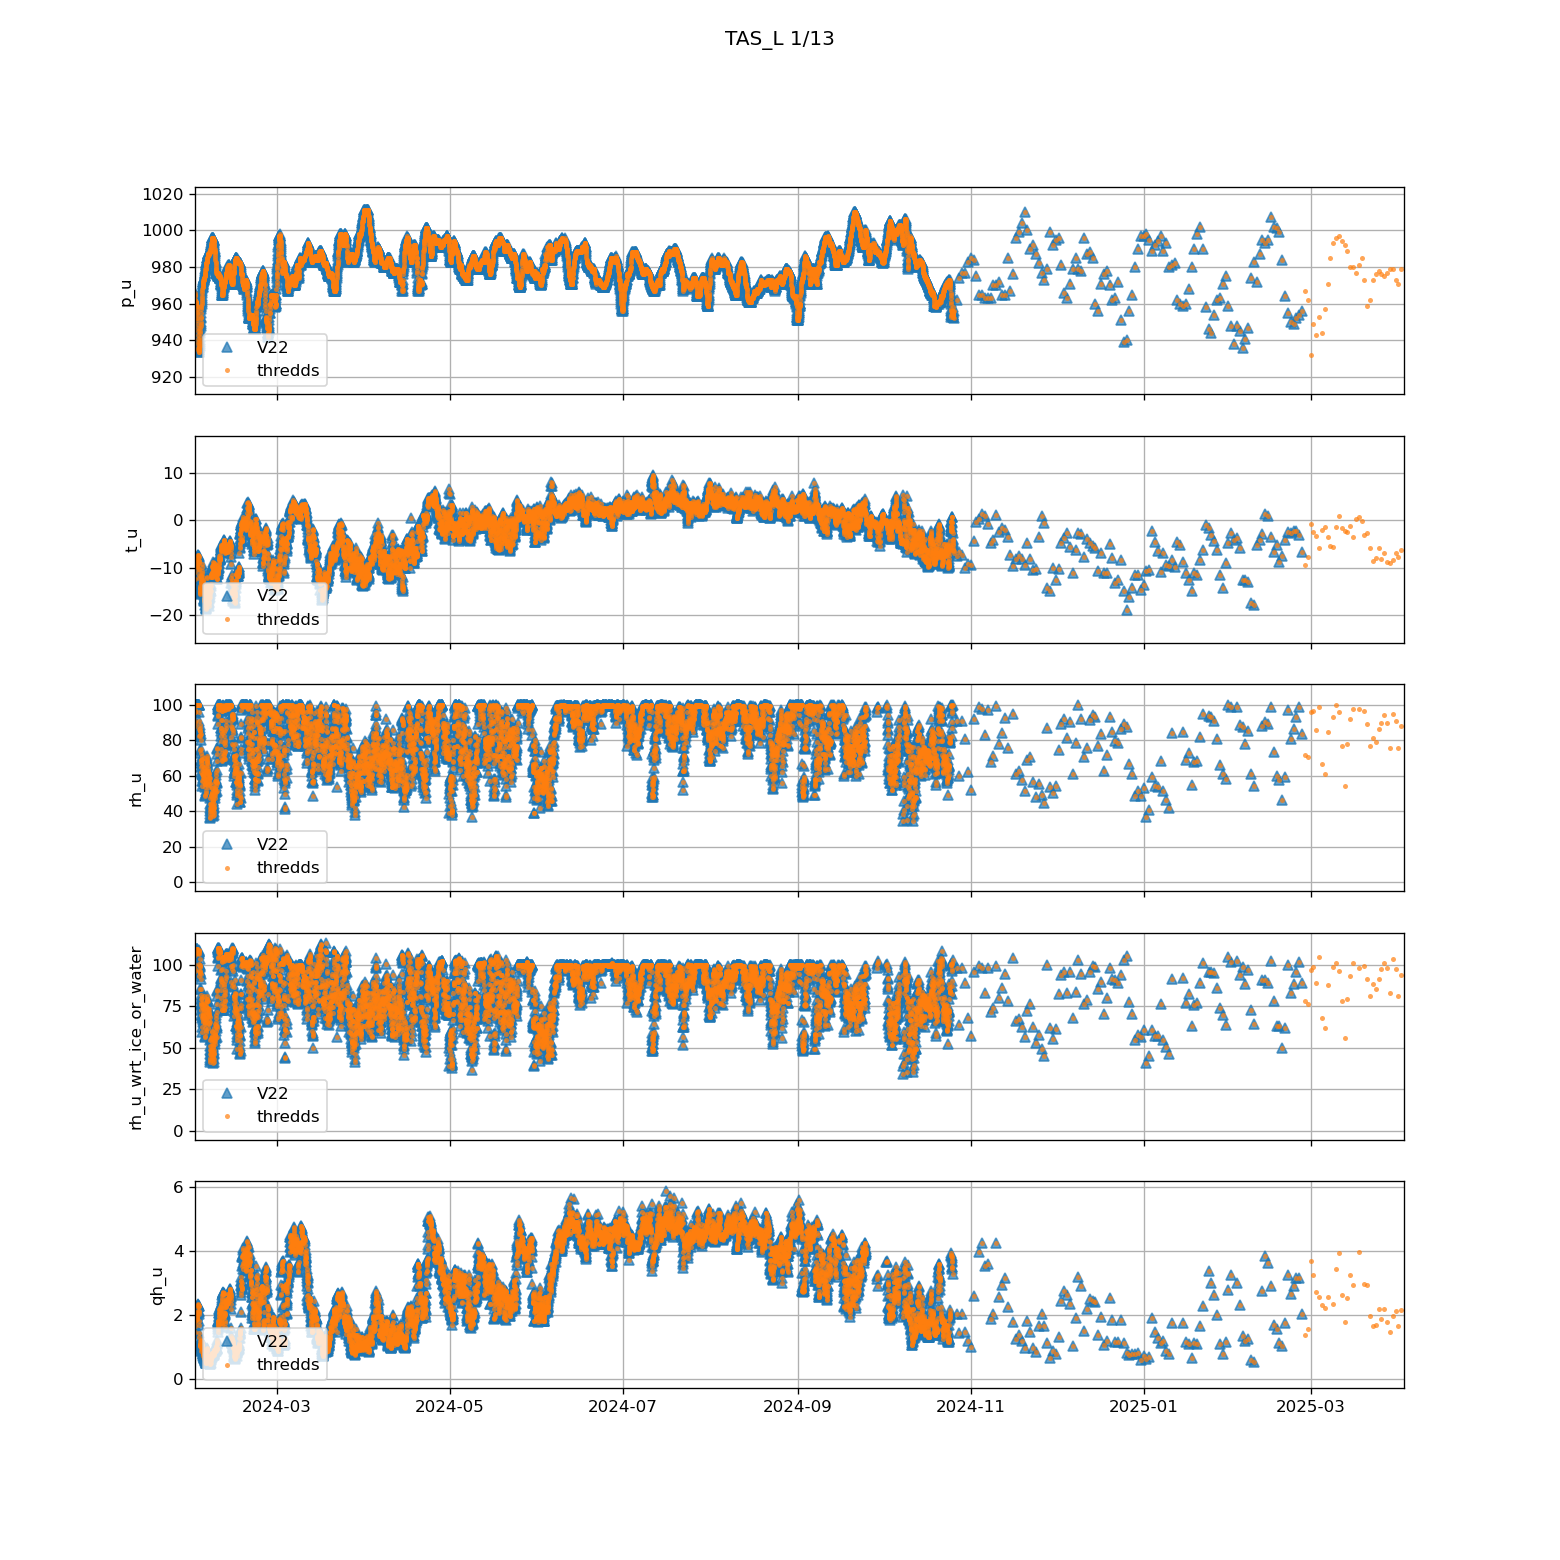 TAS_L 1/13
1020
1000
980
960
940
920
p_u
V22
thredds
10
0
−10
−20
t_u
V22
thredds
100
80
60
40
20
0
rh_u
V22
thredds
100
75
50
25
0
rh_u_wrt_ice_or_water
V22
thredds
6
4
2
0
qh_u
V22
thredds
2024-03 2024-05 2024-07 2024-09 2024-11 2025-01 2025-03